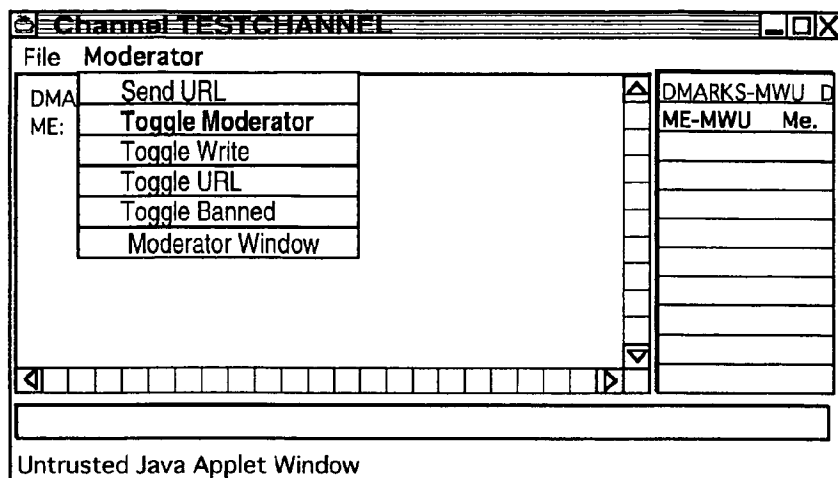 Channel TESTCHANNEL
File Moderator
DMA
ME:
Send URL
Toggle Moderator
Toggle Write
Toggle URL
Toggle Banned
Moderator Window
DMARKS-MWU D
ME-MWU Me.
Untrusted Java Applet Window